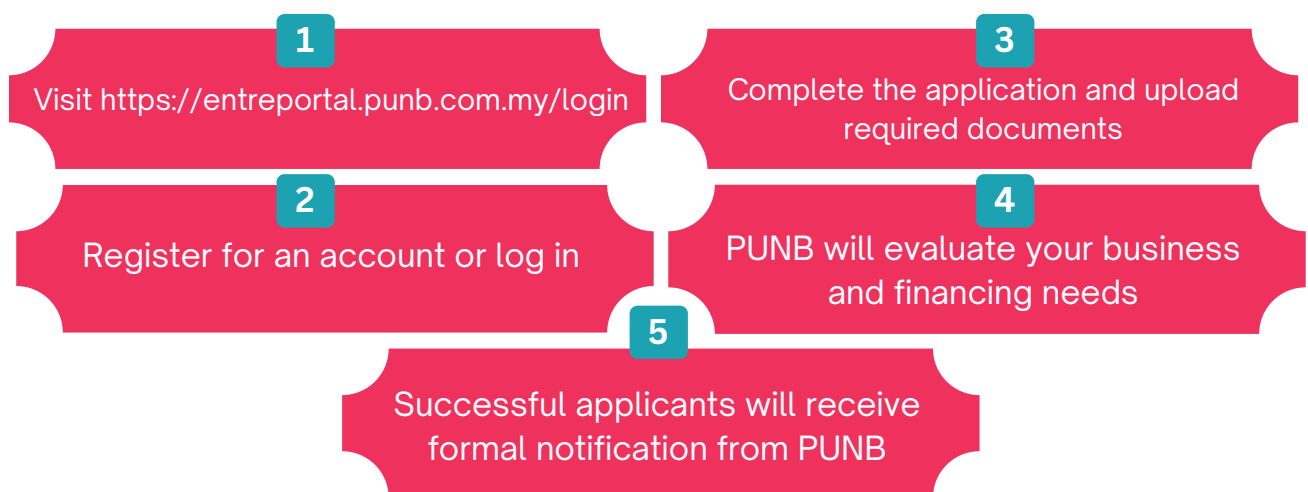 1
Visit https://entreportal.punb.com.my/login
2
Register for an account or log in
3
Complete the application and upload
required documents
4
PUNB will evaluate your business
and financing needs
5
Successful applicants will receive
formal notification from PUNB